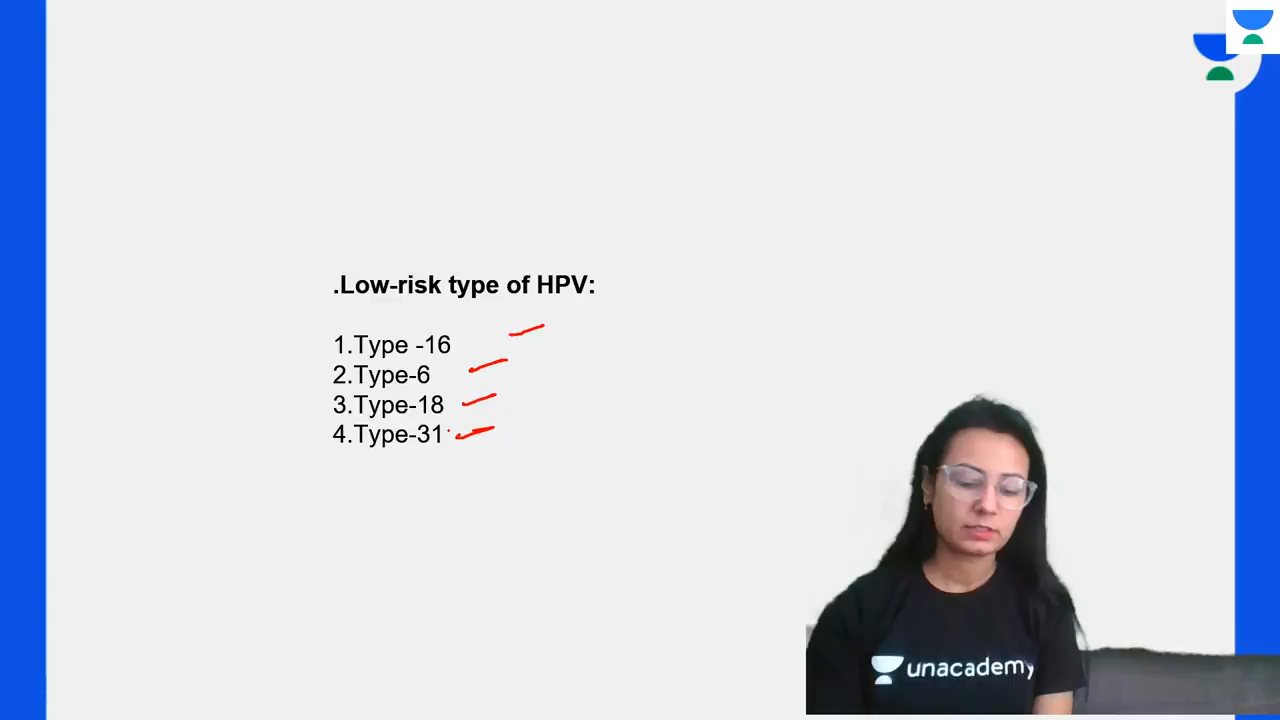 .Low-risk type of HPV:
1.Type -16
2.Type-6
3.Type-18
4.Type-31
unacademy